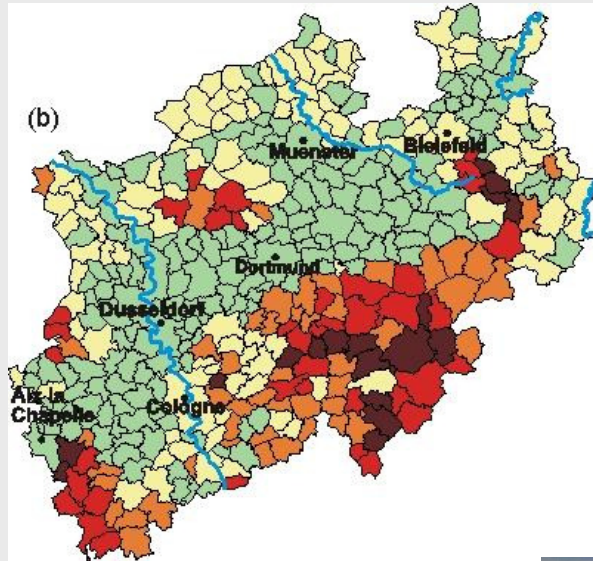 (b)
Muenster
Bielefeld
Dortmund
Dusseldorf
Aix la
Chapelle
Cologne